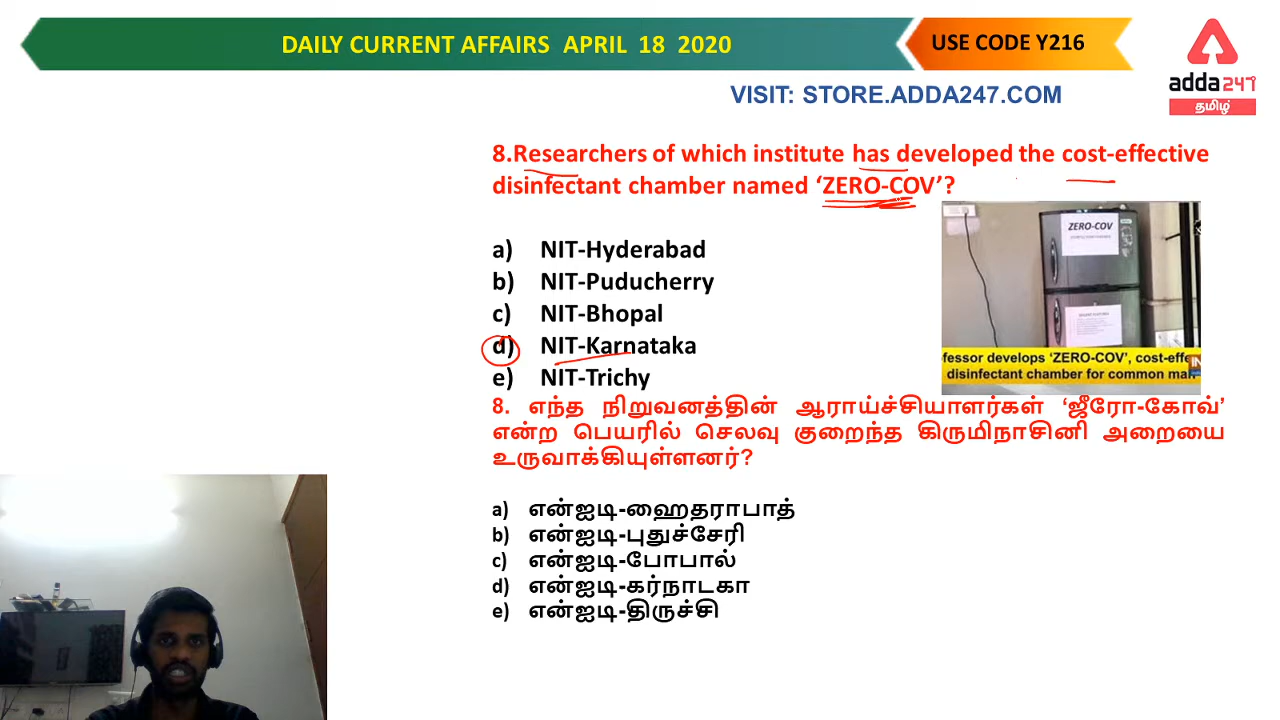 DAILY CURRENT AFFAIRS APRIL 18 2020
USE CODE Y216
adda247
தமிழ்
VISIT: STORE.ADDA247.COM
8.Researchers of which institute has developed the cost-effective
disinfectant chamber named ‘ZERO-COV’?
a) NIT-Hyderabad
b) NIT-Puducherry
c) NIT-Bhopal
d) NIT-Karnataka
e) NIT-Trichy
ZERO-COV
fessor develops ‘ZERO-COV’, cost-effe
disinfectant chamber for common man
8. எந்த நிறுவனத்தின் ஆராய்ச்சியாளர்கள் ‘ஜீரோ-கோவ்’
என்ற பெயரில் செலவு குறைந்த கிருமிநாசினி அறையை
உருவாக்கியுள்ளனர்?
a) என்ஐடி-ஹைதராபாத்
b) என்ஐடி-புதுச்சேரி
c) என்ஐடி-போபால்
d) என்ஐடி-கர்நாடகா
e) என்ஐடி-திருச்சி